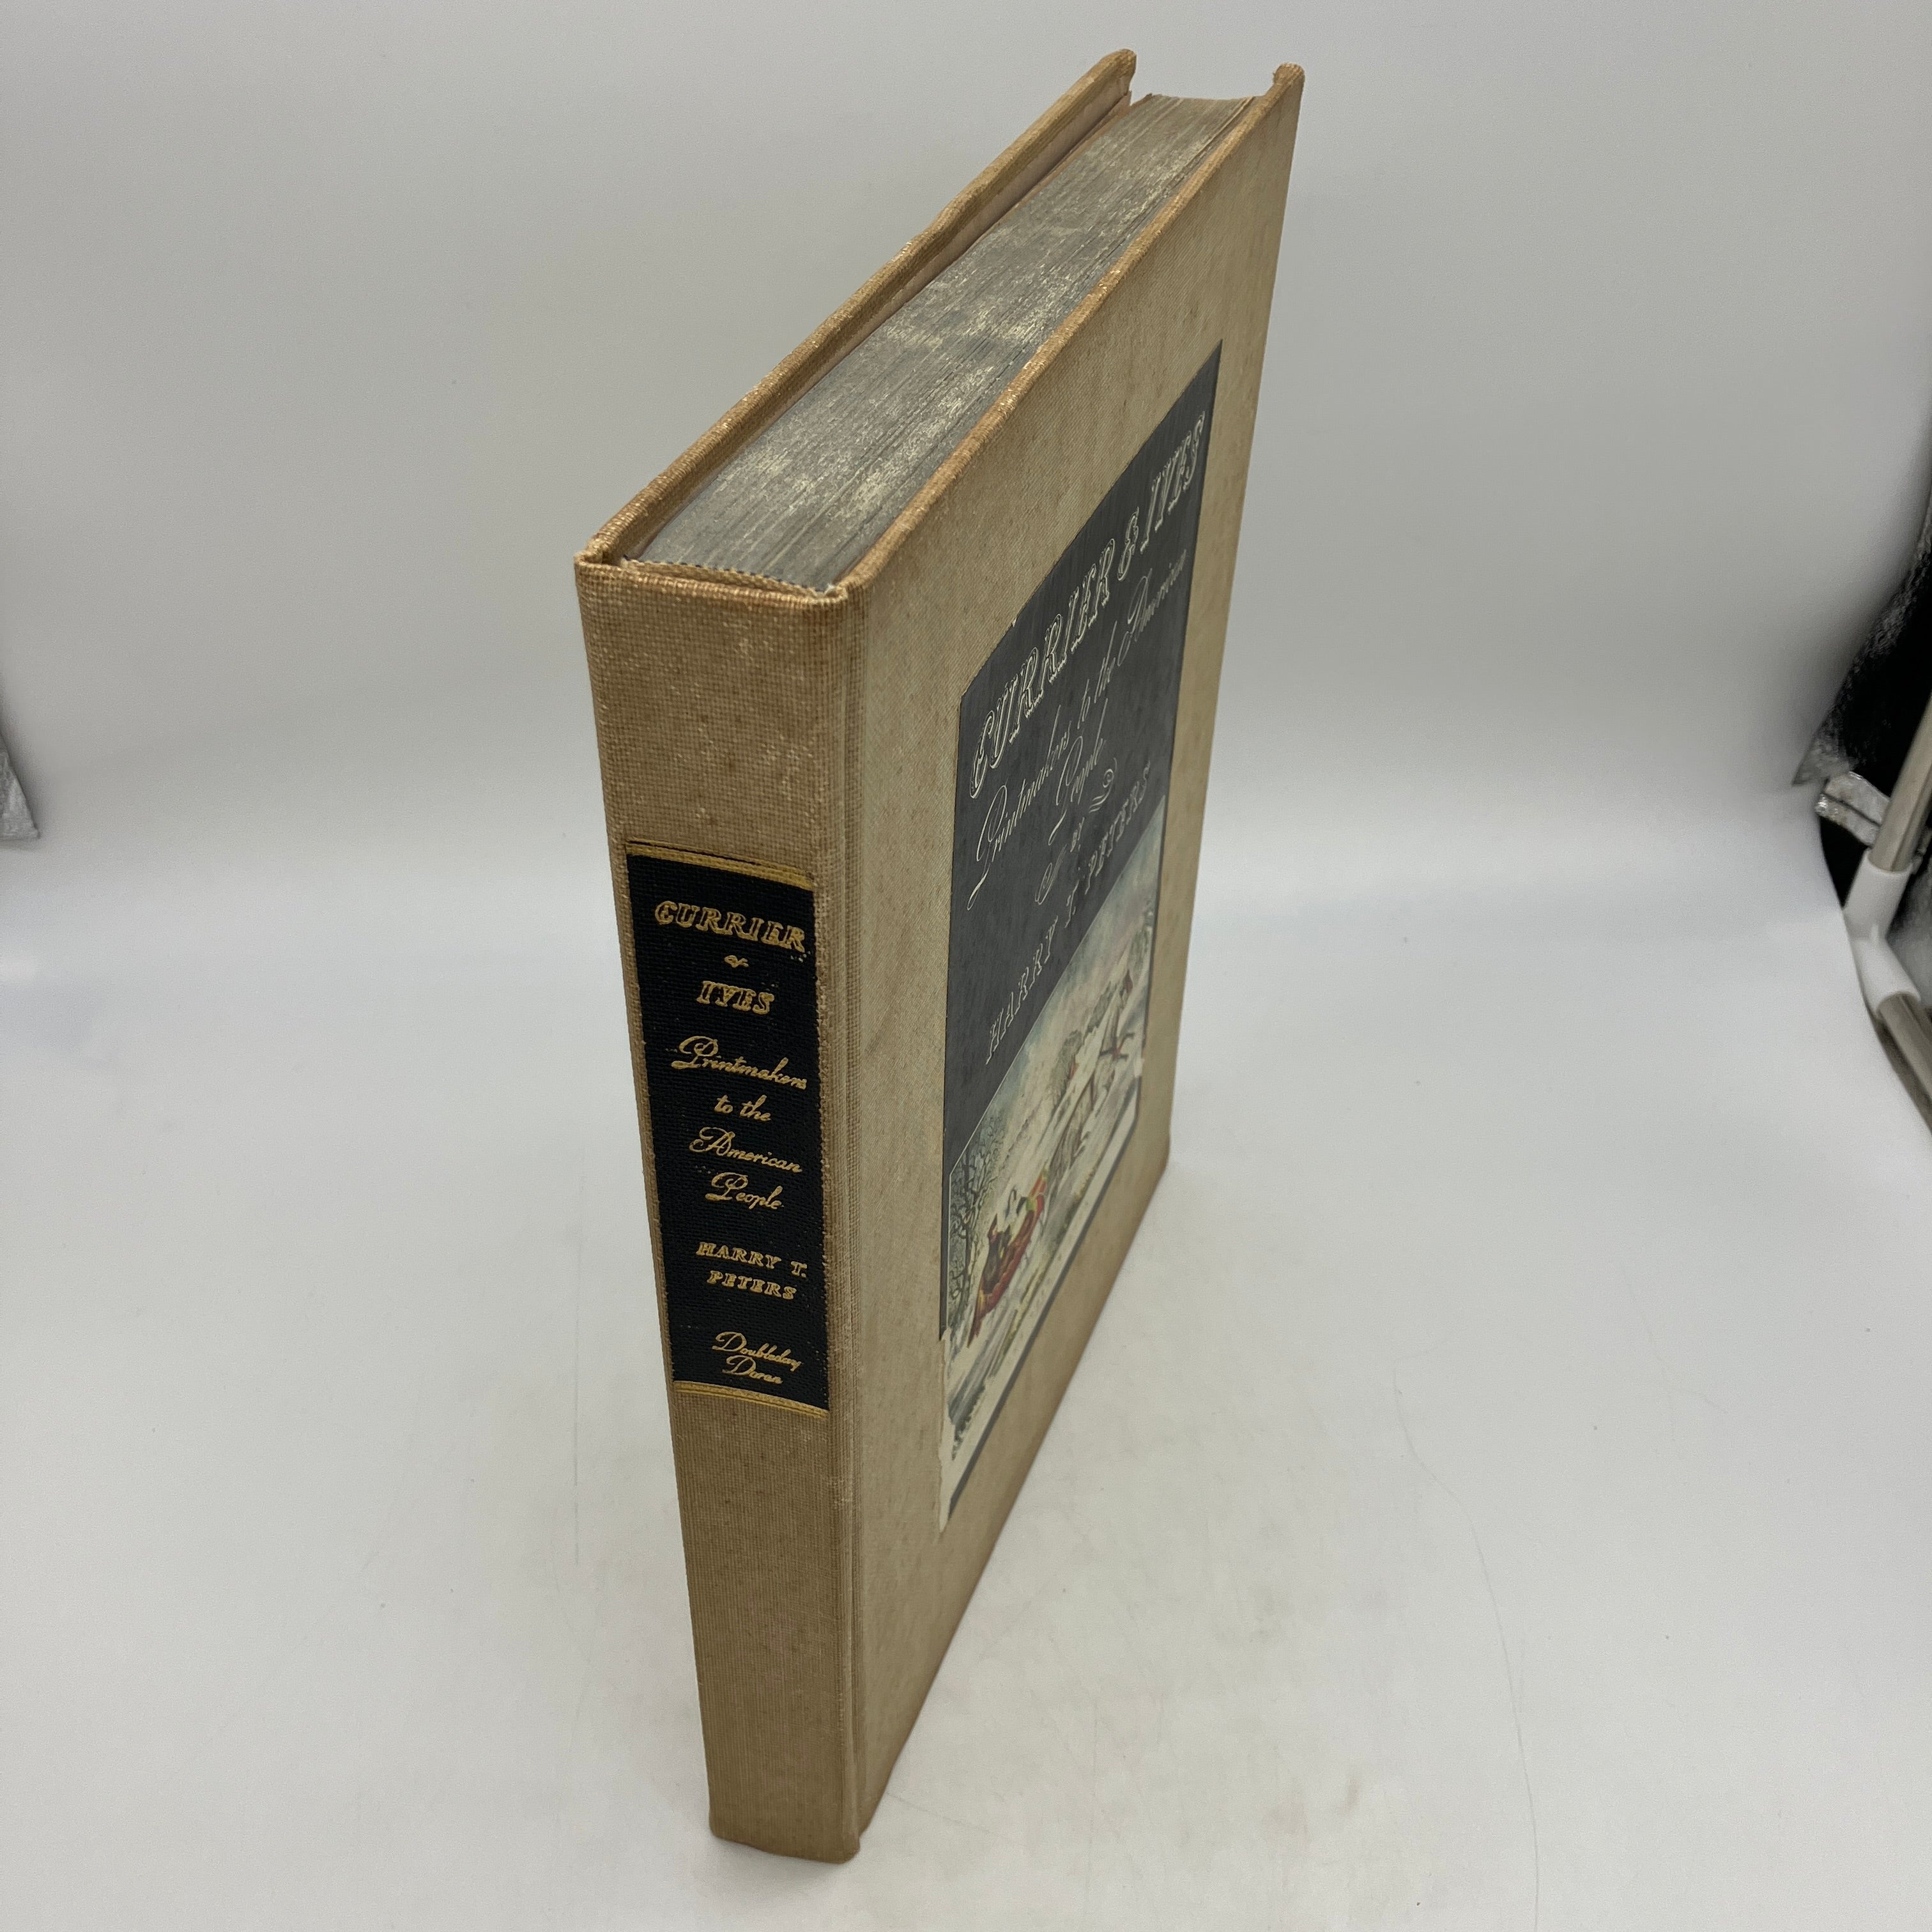 CURRIER
&
IVES
Printmakers
to the
American
People
HARRY T.
PETERS
Doubleday
Doran
CURRIER & IVES
Printmakers to the American
People
BY
HARRY T. PETERS